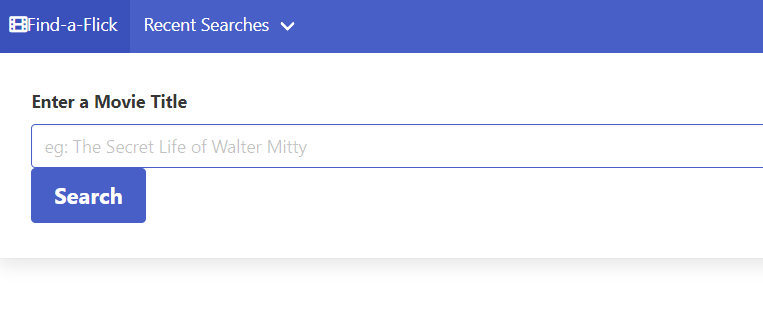 Find-a-Flick Recent Searches
Enter a Movie Title
eg: The Secret Life of Walter Mitty
Search